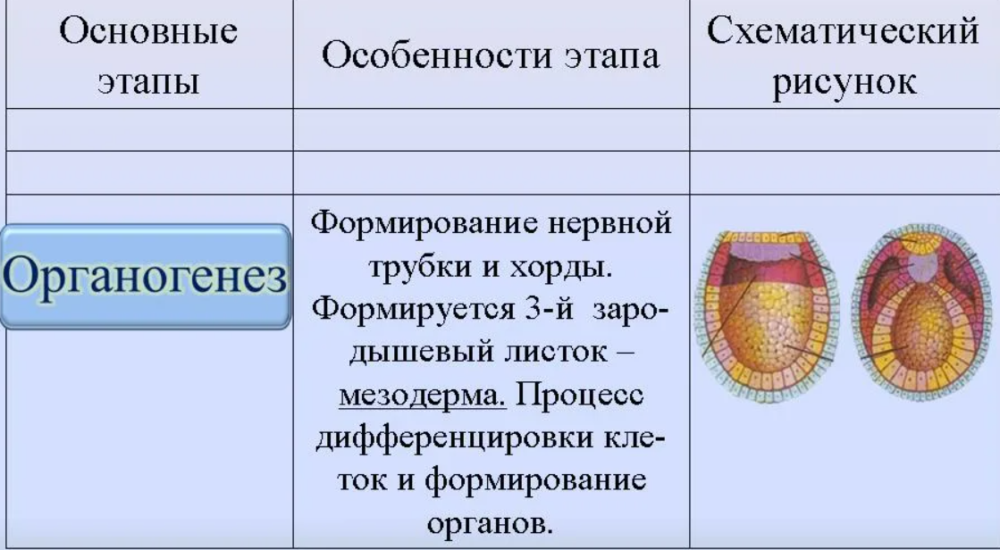 Основные
этапы
Особенности этапа
Схематический
рисунок
Органогенез
Формирование нервной
трубки и хорды.
Формируется 3-й заро-
дышевый листок –
мезодерма. Процесс
дифференцировки кле-
ток и формирование
органов.